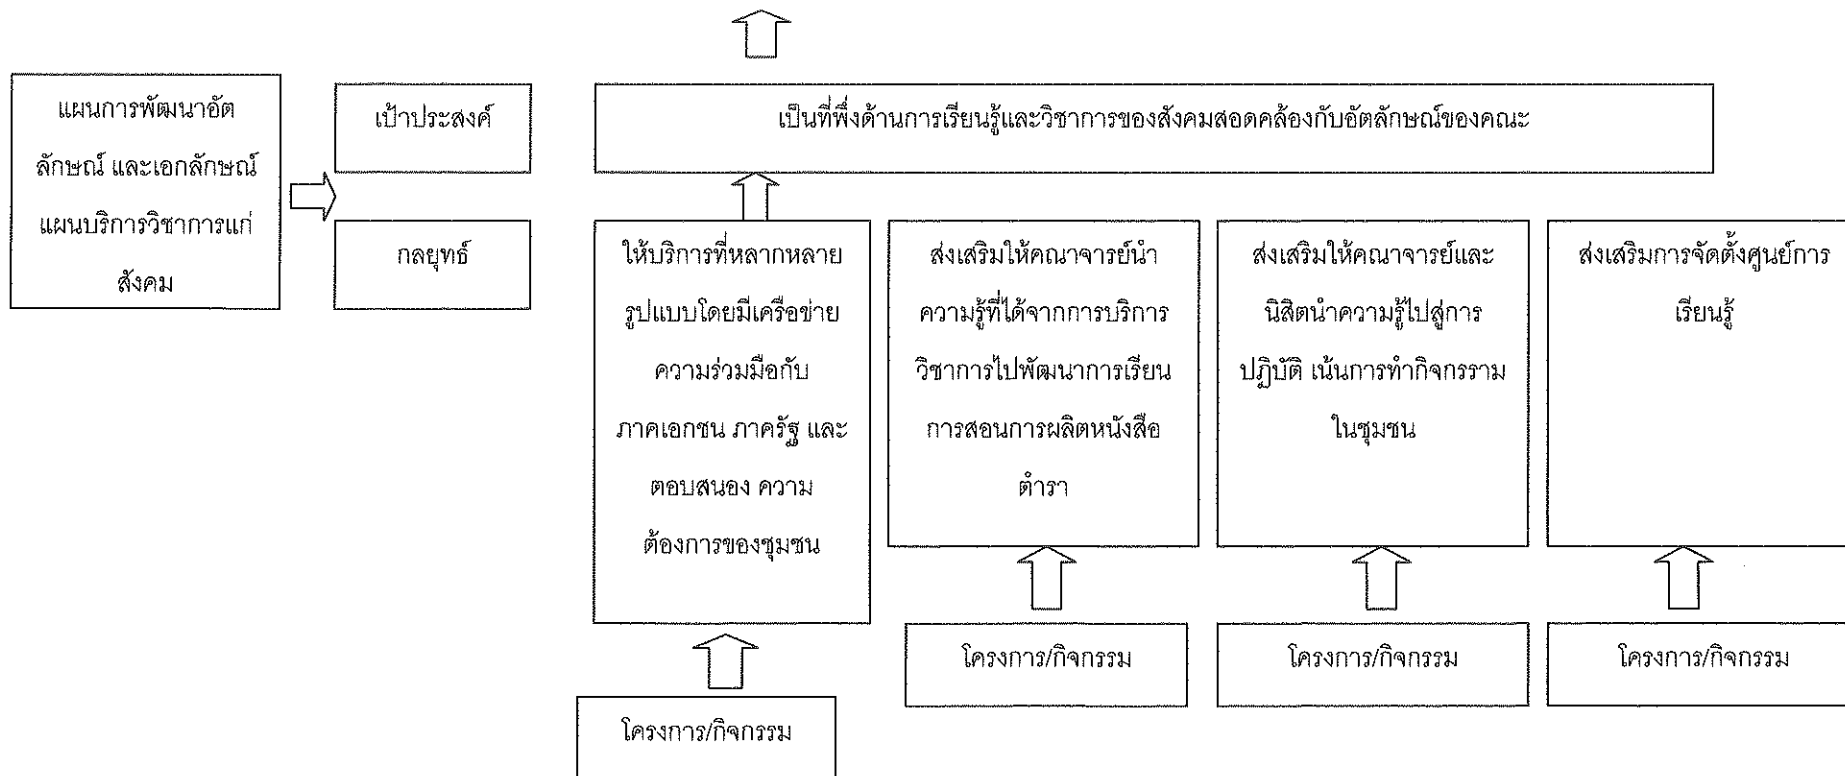 แผนการพัฒนาอัต
ลักษณ์ และเอกลักษณ์
แผนบริการวิชาการแก่
สังคม
เป้าประสงค์
เป็นที่พึ่งด้านการเรียนรู้และวิชาการของสังคมสอดคล้องกับอัตลักษณ์ของคณะ
กลยุทธ์
ให้บริการที่หลากหลาย
รูปแบบโดยมีเครือข่าย
ความร่วมมือกับ
ภาคเอกชน ภาครัฐ และ
ตอบสนอง ความ
ต้องการของชุมชน
ส่งเสริมให้คณาจารย์นำ
ความรู้ที่ได้จากการบริการ
วิชาการไปพัฒนาการเรียน
การสอนการผลิตหนังสือ
ตำรา
ส่งเสริมให้คณาจารย์และ
นิสิตนำความรู้ไปสู่การ
ปฏิบัติ เน้นการทำกิจกรราม
ในชุมชน
ส่งเสริมการจัดตั้งศูนย์การ
เรียนรู้
โครงการ/กิจกรรม
โครงการ/กิจกรรม
โครงการ/กิจกรรม
โครงการ/กิจกรรม